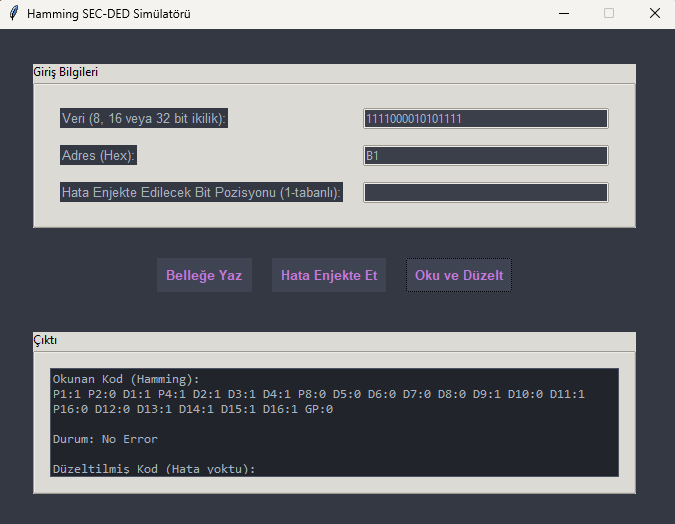 Hamming SEC-DED Simülatörü
Giriş Bilgileri
Veri (8, 16 veya 32 bit ikilik): 1111000010101111
Adres (Hex): B1
Hata Enjekte Edilecek Bit Pozisyonu (1-tabanlı):
Belleğe Yaz Hata Enjekte Et Oku ve Düzelt
Çıktı
Okunan Kod (Hamming):
P1:1 P2:0 D1:1 P4:1 D2:1 D3:1 D4:1 P8:0 D5:0 D6:0 D7:0 D8:0 D9:1 D10:0 D11:1
P16:0 D12:0 D13:1 D14:1 D15:1 D16:1 GP:0
Durum: No Error
Düzeltilmiş Kod (Hata yoktu):